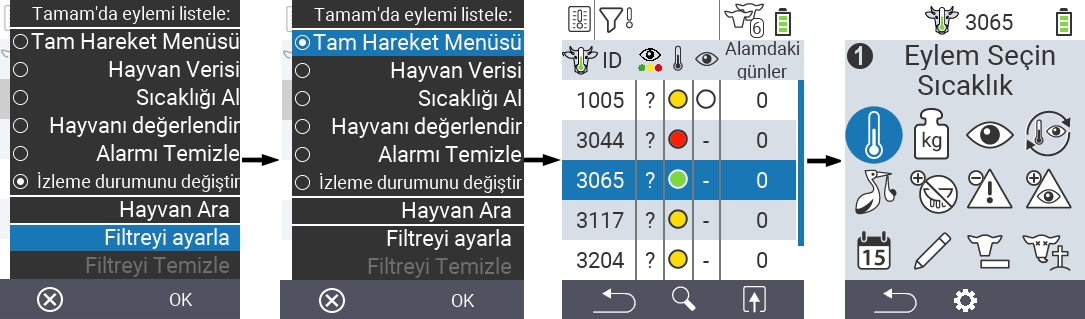 Tamam'da eylemi listele:
Tam Hareket Menüsü
Hayvan Verisi
Sıcaklığı Al
Hayvanı değerlendir
Alarmı Temizle
İzleme durumunu değiştir
Hayvan Ara
Filtreyi ayarla
Filtreyi Temizle
OK
Tamam'da eylemi listele:
Tam Hareket Menüsü
Hayvan Verisi
Sıcaklığı Al
Hayvanı değerlendir
Alarmı Temizle
İzleme durumunu değiştir
Hayvan Ara
Filtreyi ayarla
Filtreyi Temizle
OK
6
ID Alamdaki
günler
1005 ? 0
3044 ? - 0
3065 ? - 0
3117 ? - 0
3204 ? - 0
3065
1 Eylem Seçin
Sıcaklık
kg
15